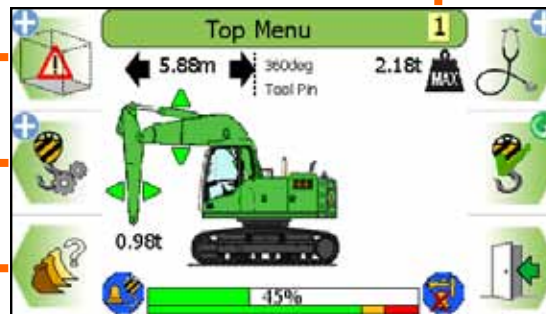 Top Menu 1
5.88m 360deg 2.18t MAX
Tool Pin
?
0.98t
45%